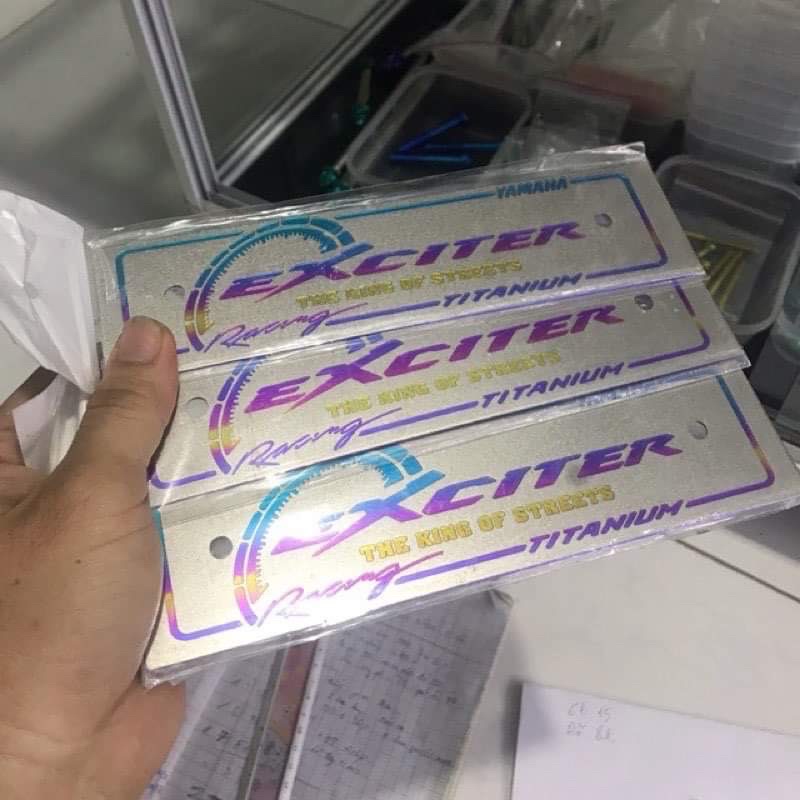 YAMAHA
EXCITER
THE KING OF STREETS
Racing TITANIUM
EXCITER
THE KING OF STREETS
Racing TITANIUM
EXCITER
THE KING OF STREETS
Racing TITANIUM